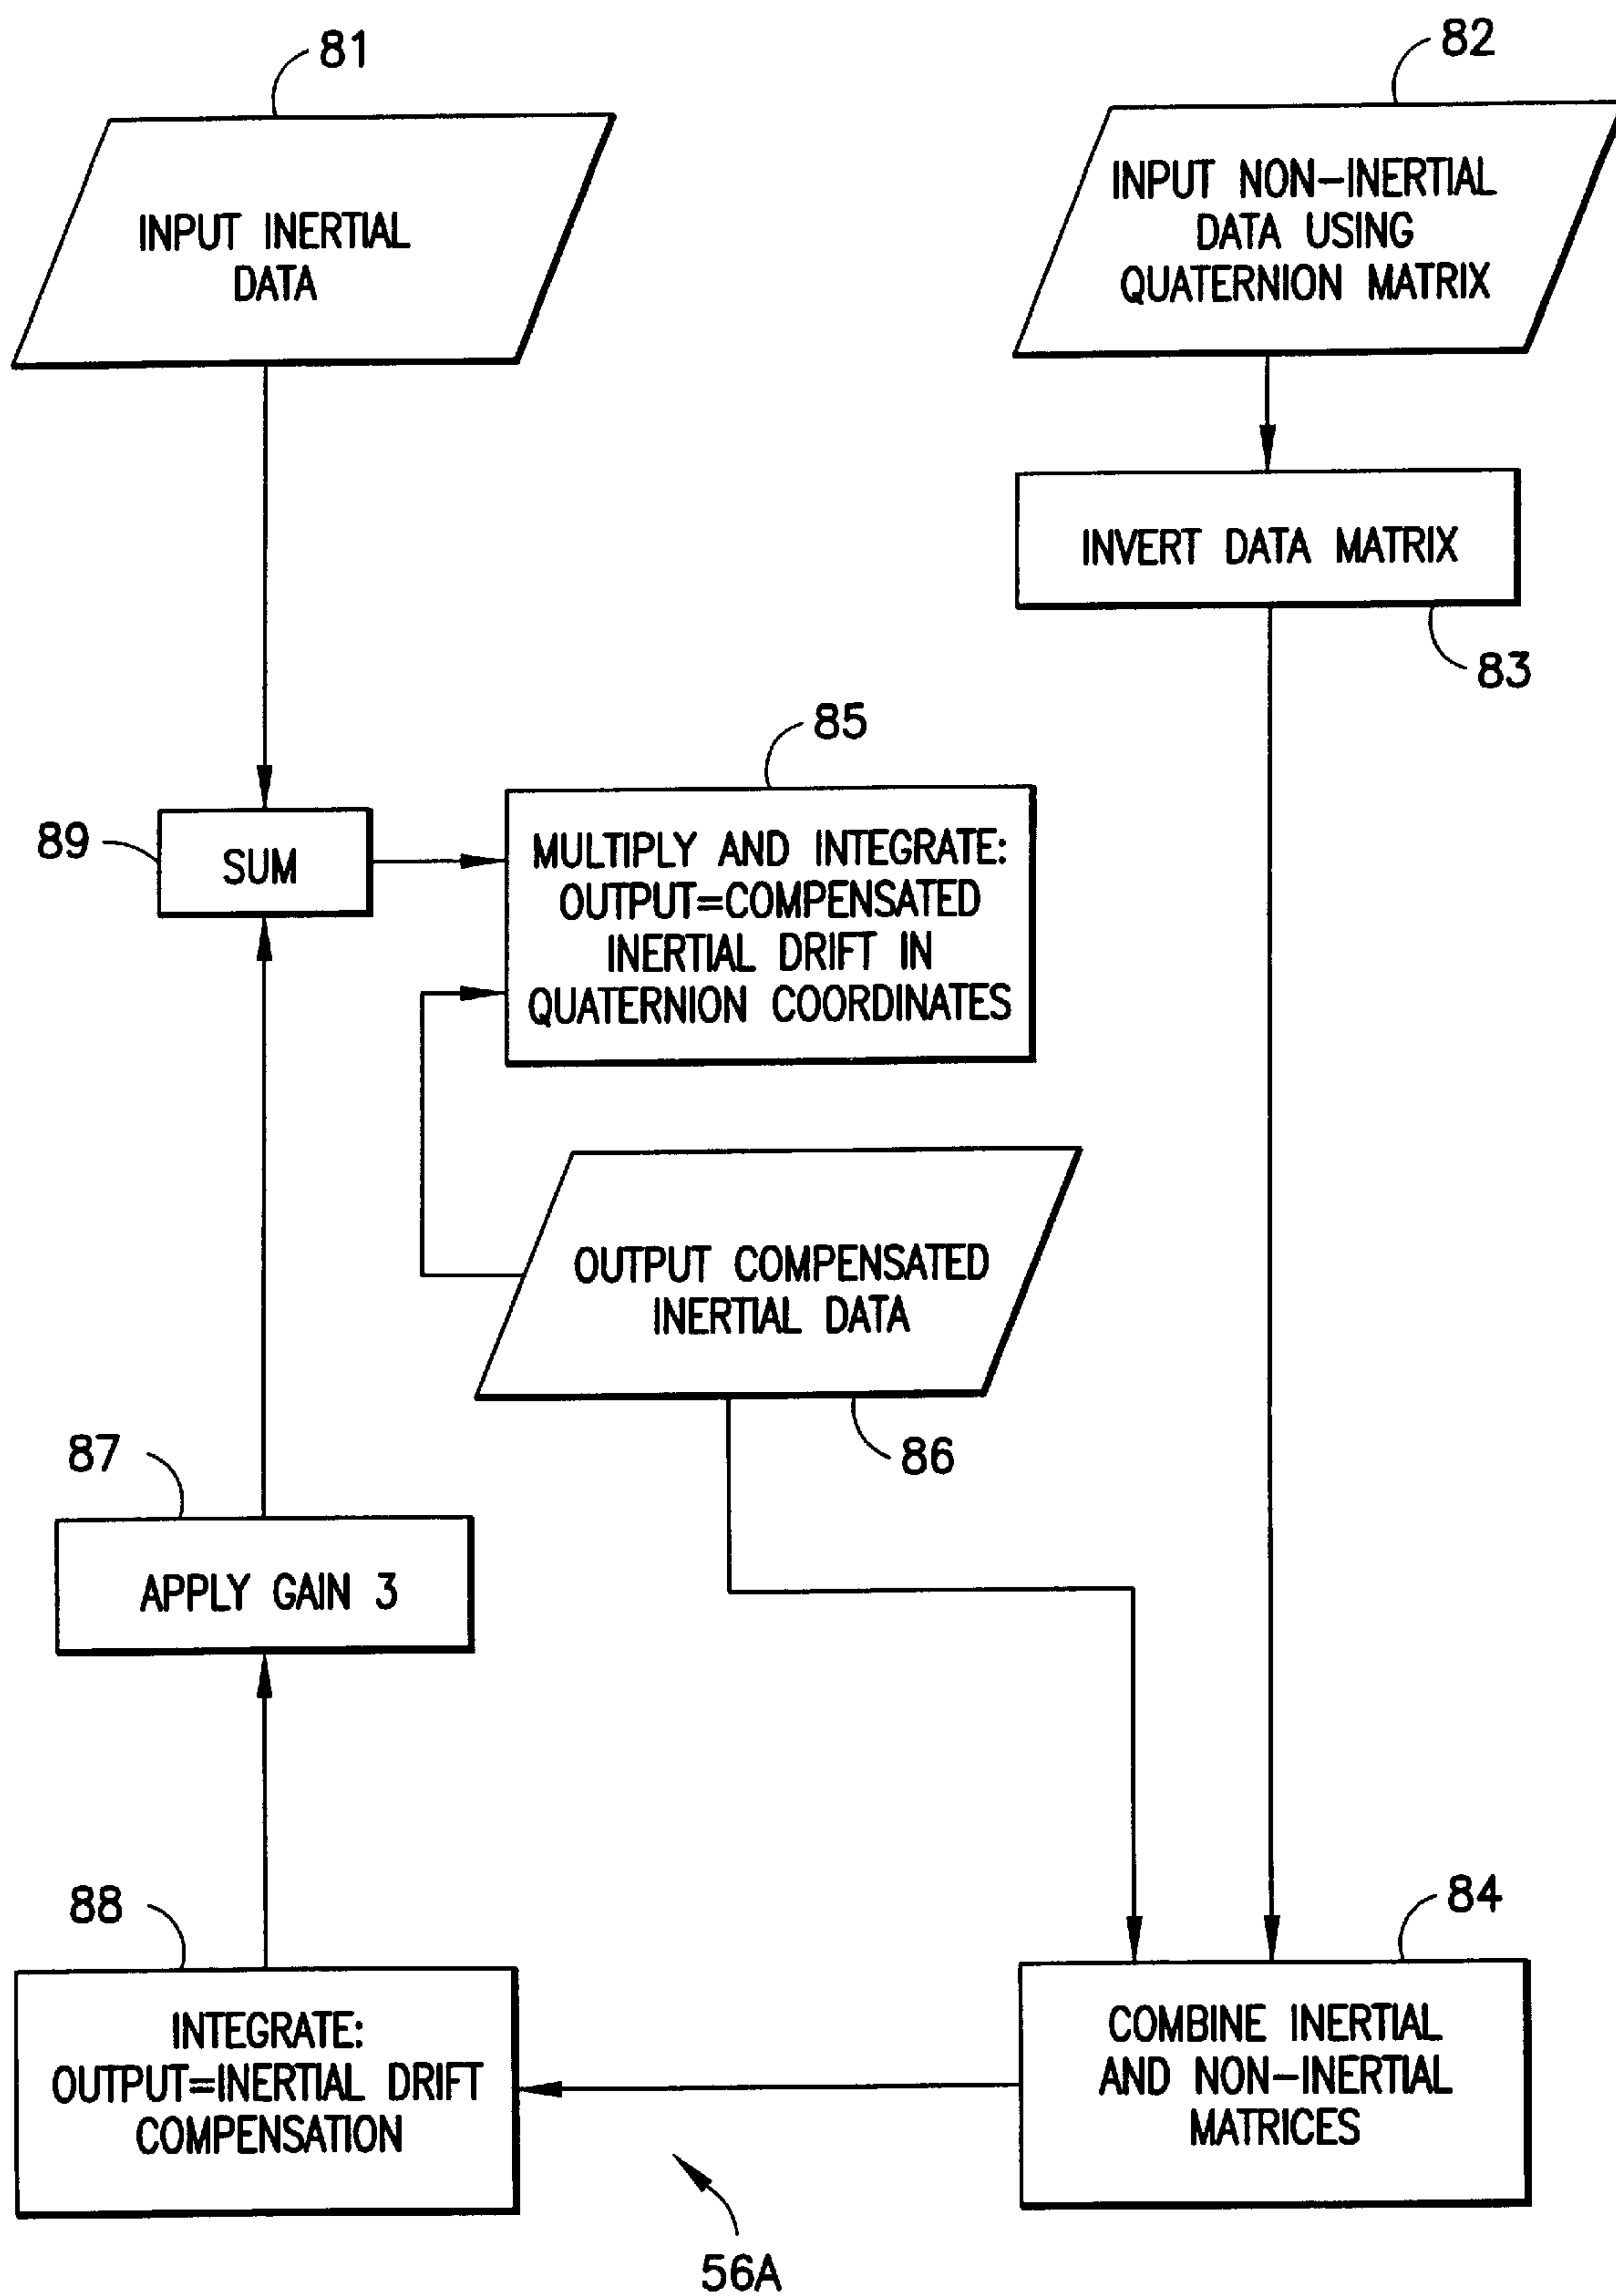 81
82
INPUT INERTIAL
DATA
INPUT NON-INERTIAL
DATA USING
QUATERNION MATRIX
INVERT DATA MATRIX
83
85
89
SUM
MULTIPLY AND INTEGRATE:
OUTPUT=COMPENSATED
INERTIAL DRIFT IN
QUATERNION COORDINATES
OUTPUT COMPENSATED
INERTIAL DATA
86
87
APPLY GAIN 3
88
84
INTEGRATE:
OUTPUT=INERTIAL DRIFT
COMPENSATION
COMBINE INERTIAL
AND NON-INERTIAL
MATRICES
56A